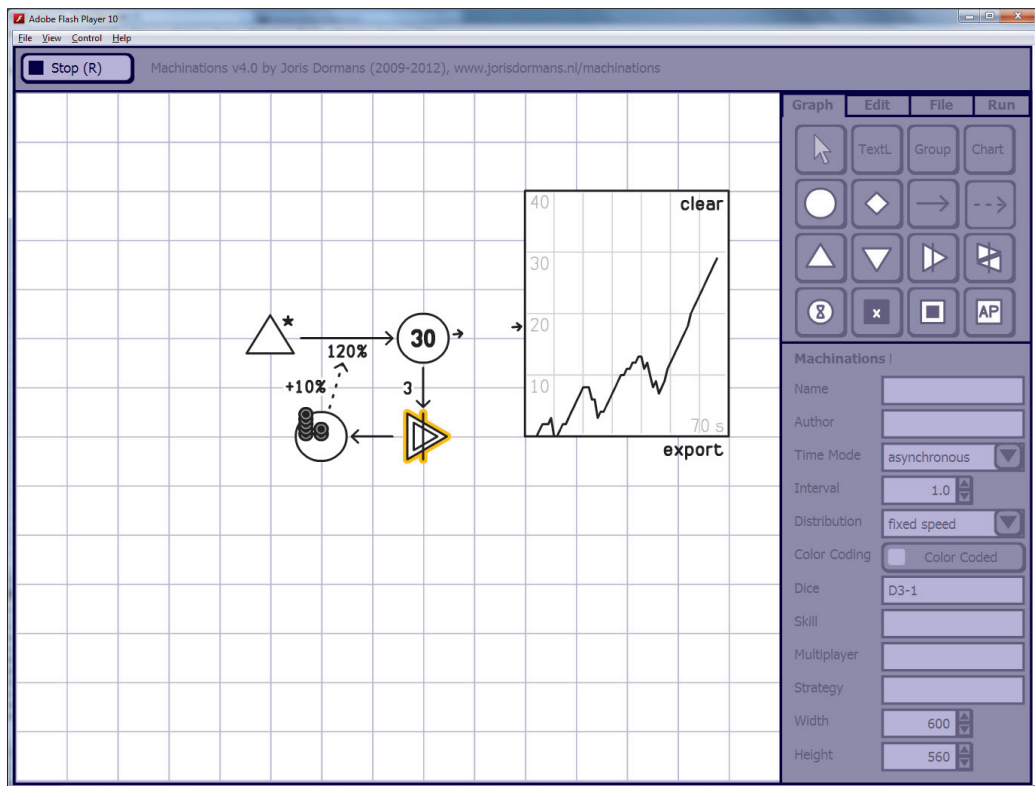 Adobe Flash Player 10
File View Control Help
Stop (R)
Machinations v4.0 by Joris Dormans (2009-2012), www.jorisdormans.nl/machinations
Graph Edit File Run
TextL Group Chart
x AP
40
clear
30
20
10
70 s
export
30
120%
+10%
3
Machinations
Name
Author
Time Mode asynchronous
Interval 1.0
Distribution fixed speed
Color Coding Color Coded
Dice D3-1
Skill
Multiplayer
Strategy
Width 600
Height 560